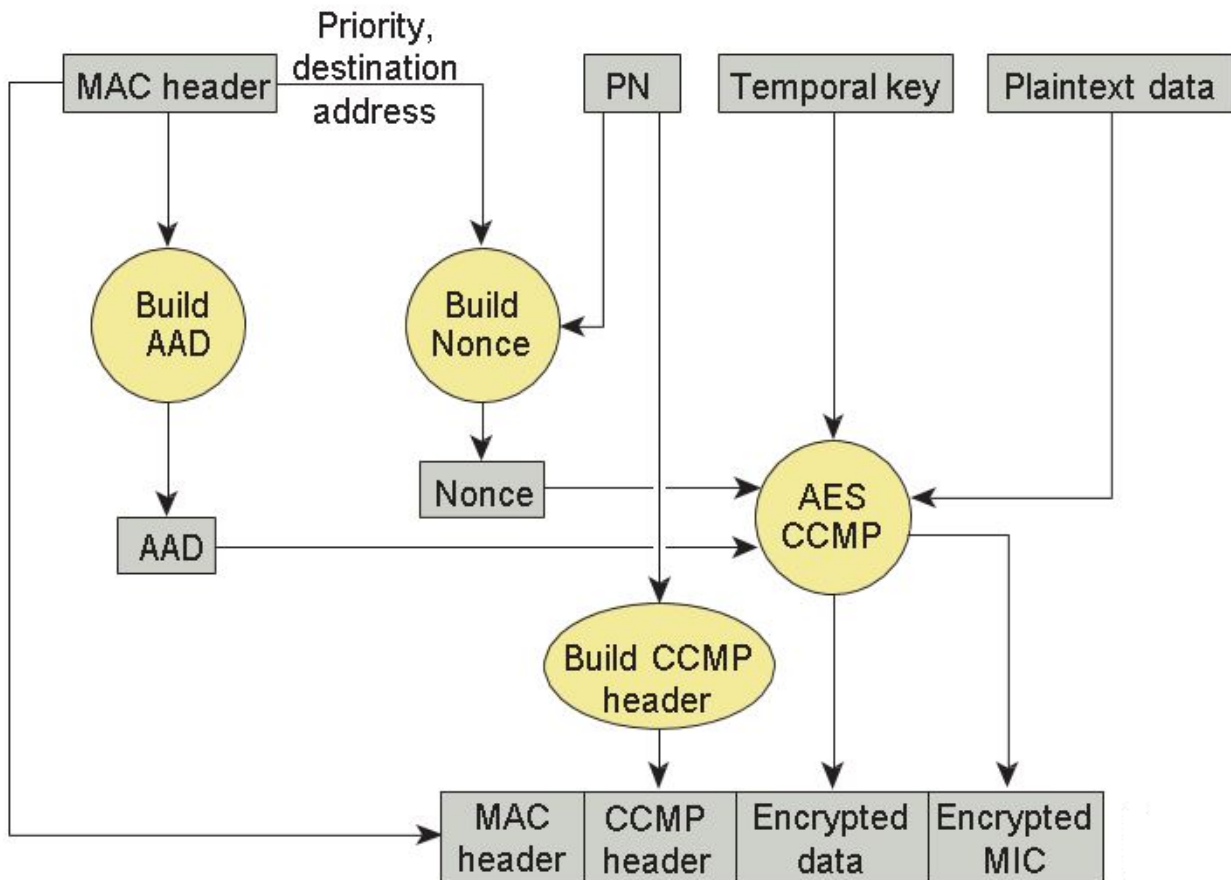 Priority,
destination
address
MAC header
PN
Temporal key
Plaintext data
Build
AAD
Build
Nonce
Nonce
AES
CCMP
AAD
Build CCMP
header
MAC
header
CCMP
header
Encrypted
data
Encrypted
MIC